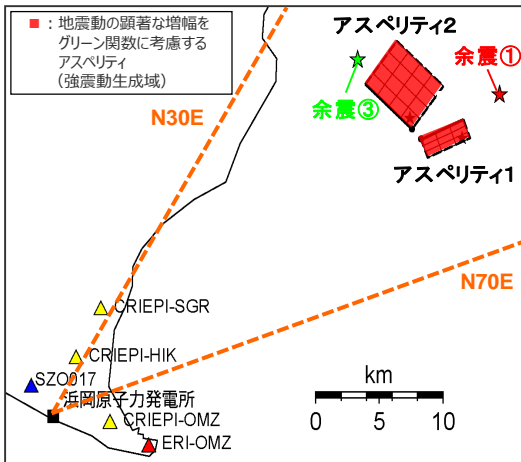 ■：地震動の顕著な増幅を
グリーン関数に考慮する
アスペリティ
（強震動生成域）
アスペリティ2
余震①
余震③
N30E
アスペリティ1
N70E
CRIEPI-SGR
CRIEPI-HIK
SZO017
浜岡原子力発電所
CRIEPI-OMZ
ERI-OMZ
km
0 5 10